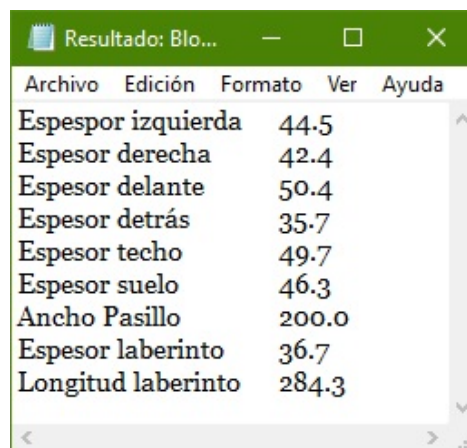 Resultado: Blo...
Archivo Edición Formato Ver Ayuda
Espespor izquierda 44.5
Espesor derecha 42.4
Espesor delante 50.4
Espesor detrás 35.7
Espesor techo 49.7
Espesor suelo 46.3
Ancho Pasillo 200.0
Espesor laberinto 36.7
Longitud laberinto 284.3